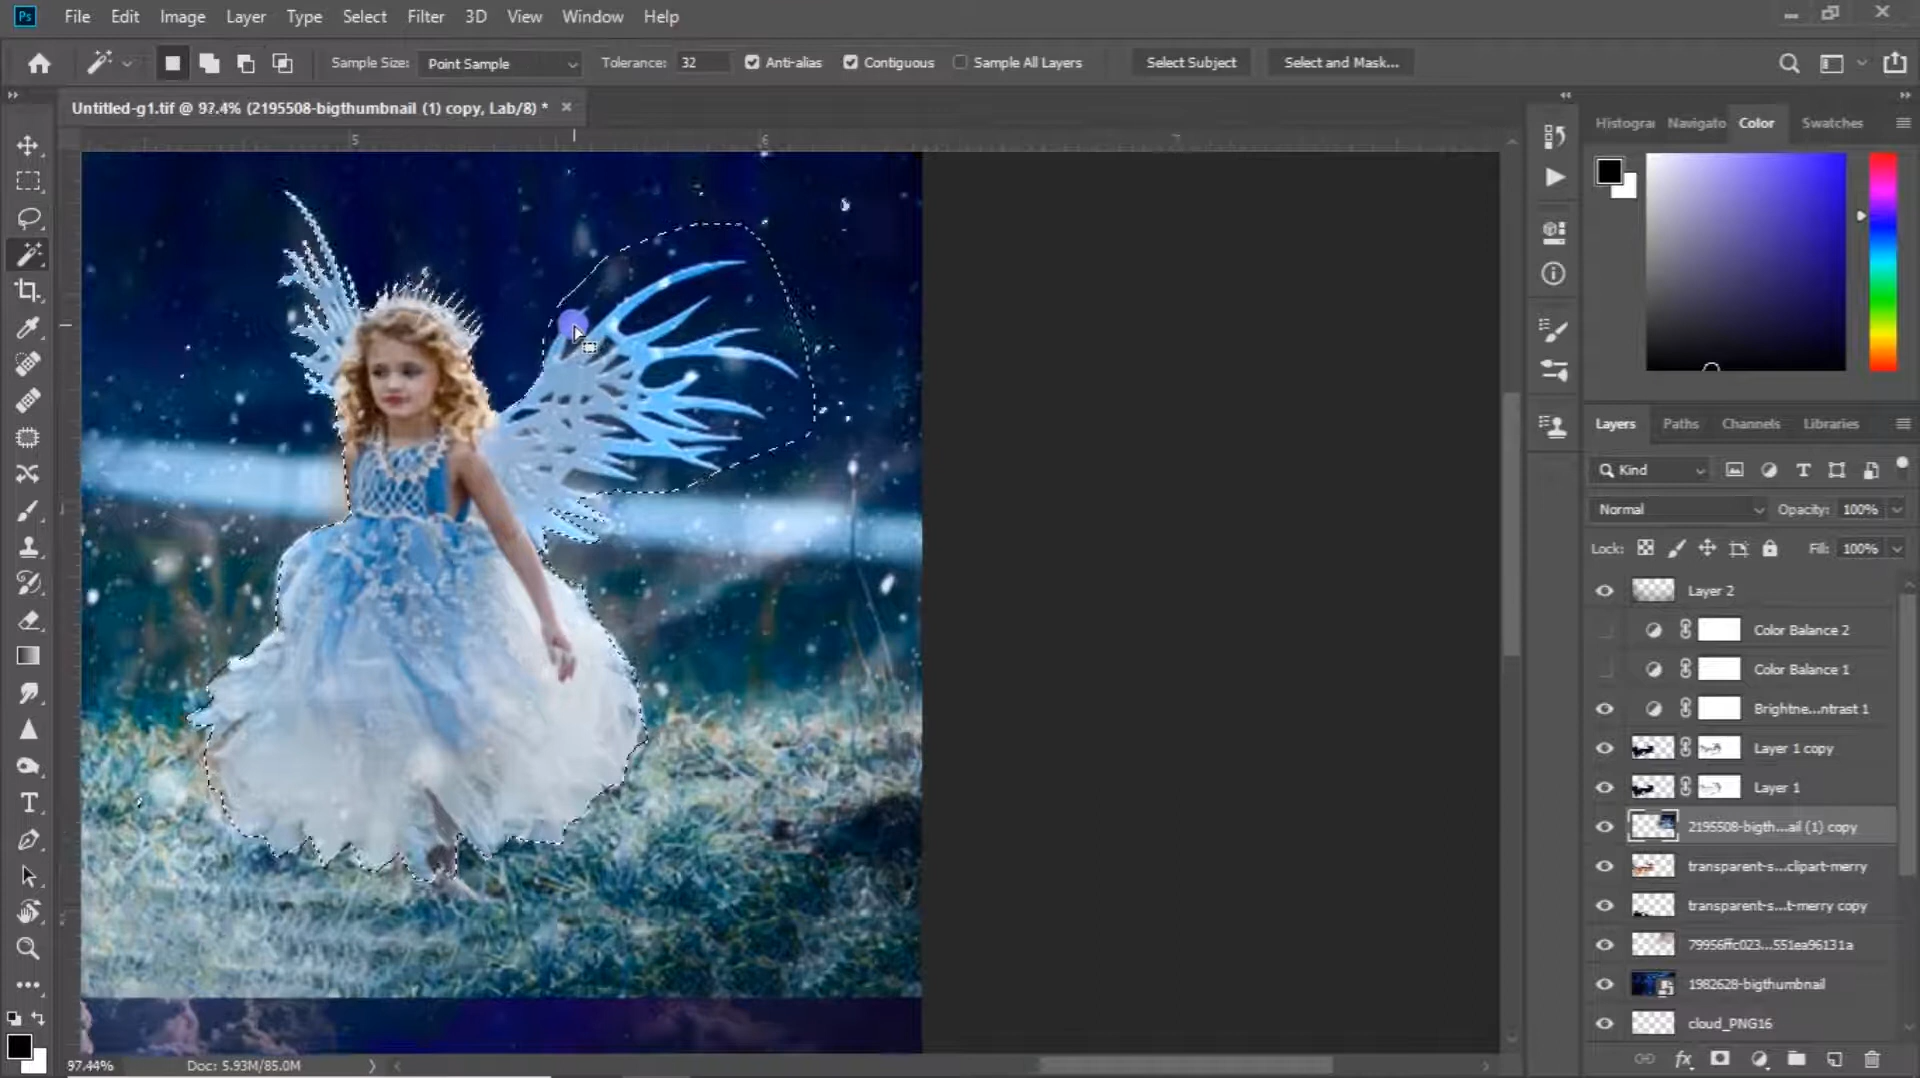 Ps File Edit Image Layer Type Select Filter 3D View Window Help
Sample Size: Point Sample Tolerance: 32 Anti-alias Contiguous Sample All Layers Select Subject Select and Mask...
Untitled-g1.tif @ 97.4% (2195508-bigthumbnail (1) copy, Lab/8) * ×
5 6 7
Histogra Navigato Color Swatches
Layers Paths Channels Libraries
Kind
Normal Opacity: 100%
Lock: Fill: 100%
Layer 2
Color Balance 2
Color Balance 1
Brightne...ntrast 1
Layer 1 copy
Layer 1
2195508-bigth...ail (1) copy
transparent-s...clipart-merry
transparent-s...t-merry copy
79956ffc023...551ea96131a
1982628-bigthumbnail
cloud_PNG16
97.44% Doc: 5.93M/85.0M